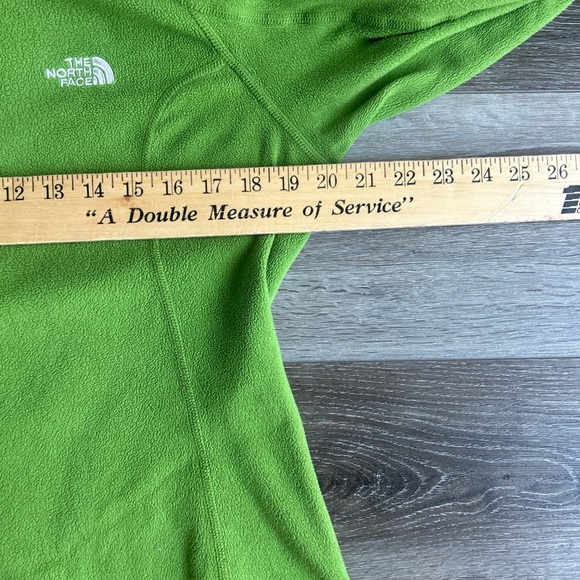 THE
NORTH
FACE
12 13 14 15 16 17 18 19 20 21 22 23 24 25 26
"A Double Measure of Service"